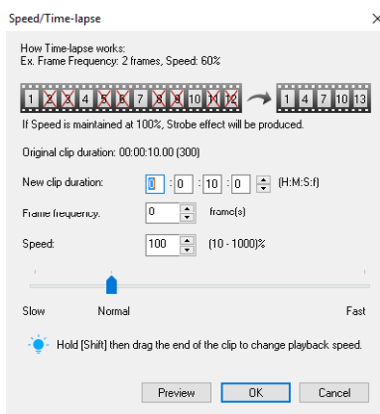 Speed/Time-lapse
How Time-lapse works:
Ex. Frame Frequency: 2 frames, Speed: 60%
1 2 3 4 5 6 7 8 9 10 11 12 1 4 7 10 13
If Speed is maintained at 100%, Strobe effect will be produced.
Original clip duration: 00:00:10.00 (300)
New clip duration: 0 : 0 : 10 : 0 (H:M:S:f)
Frame frequency: 0 frame(s)
Speed: 100 (10 - 1000)%
Slow Normal Fast
Hold [Shift] then drag the end of the clip to change playback speed.
Preview OK Cancel